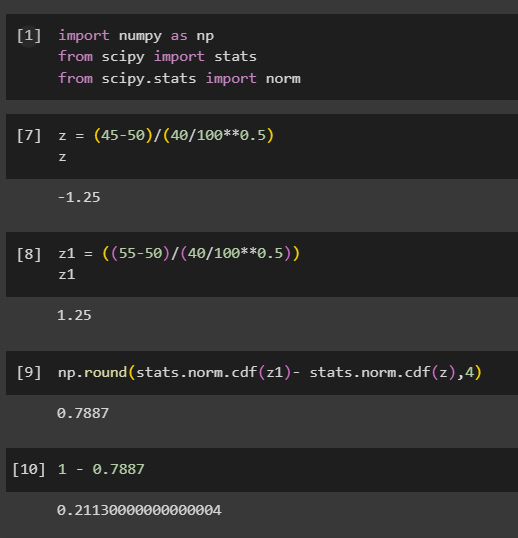 [1] import numpy as np
from scipy import stats
from scipy.stats import norm
[7] z = (45-50)/(40/100**0.5)
z
-1.25
[8] z1 = ((55-50)/(40/100**0.5))
z1
1.25
[9] np.round(stats.norm.cdf(z1)- stats.norm.cdf(z),4)
0.7887
[10] 1 - 0.7887
0.21130000000000004